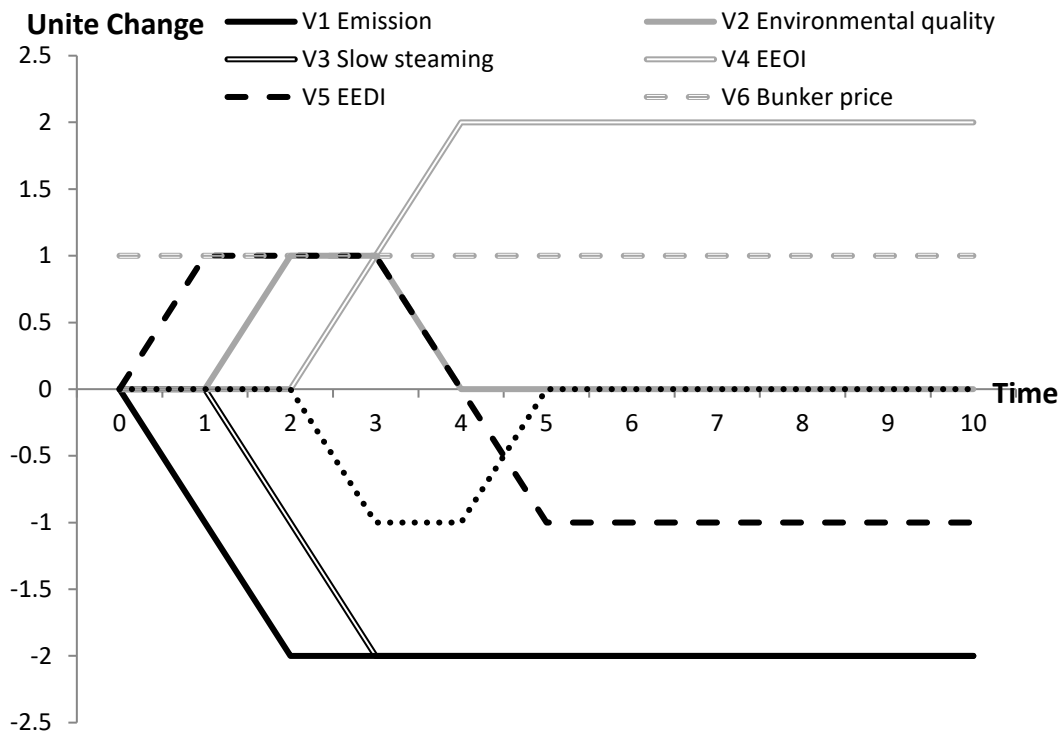 Unite Change
V1 Emission V2 Environmental quality
V3 Slow steaming V4 EEOI
V5 EEDI V6 Bunker price
2.5
2
1.5
1
0.5
0
-0.5
-1
-1.5
-2
-2.5
0 1 2 3 4 5 6 7 8 9 10
Time